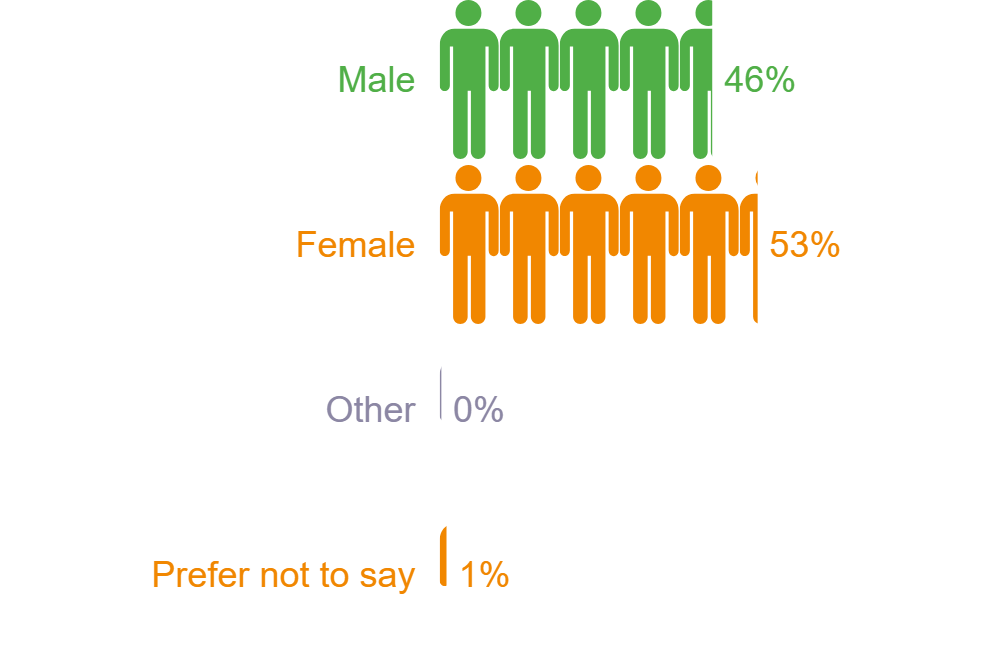 Male 46%
Female 53%
Other 0%
Prefer not to say 1%